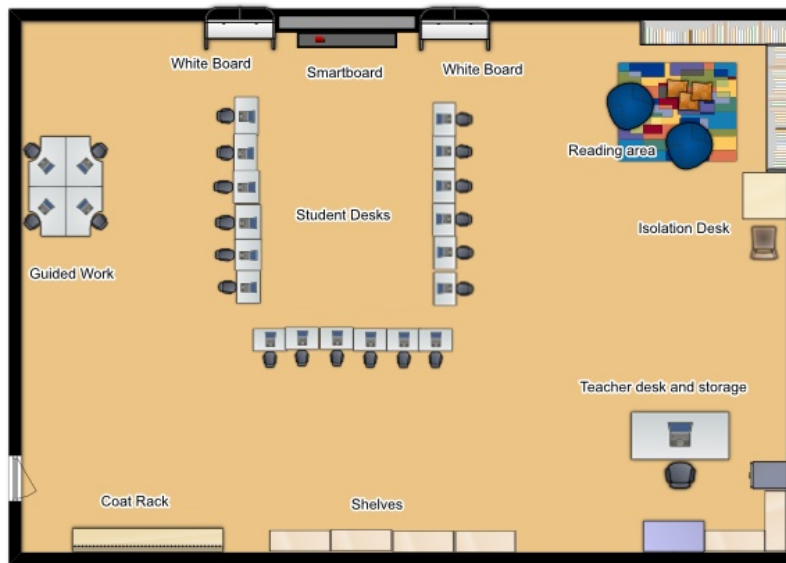 White Board
Smartboard
White Board
Reading area
Student Desks
Isolation Desk
Guided Work
Teacher desk and storage
Coat Rack
Shelves